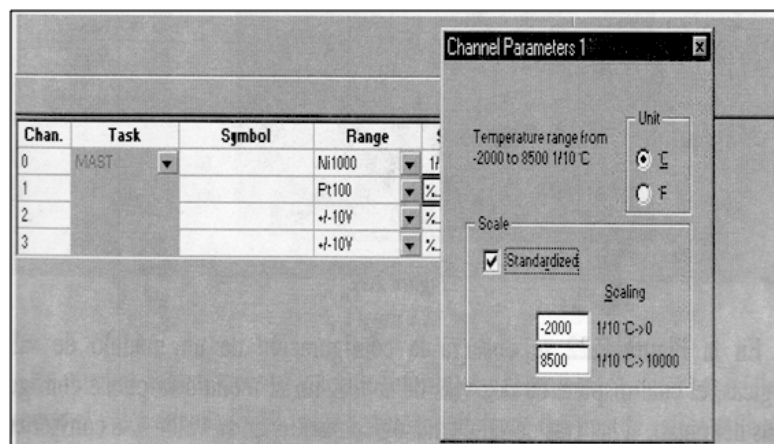 Channel Parameters 1
Chan. Task Symbol Range
0 MAST Ni1000
1 Pt100 %..
2 +/-10V %..
3 +/-10V %..
Temperature range from
-2000 to 8500 1/10 °C
Unit
°C
°F
Scale
Standardized
Scaling
-2000 1/10 °C->0
8500 1/10 °C->10000